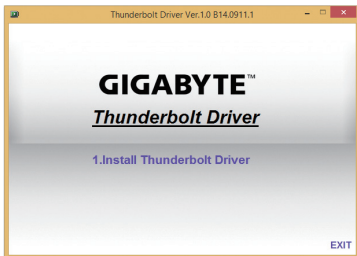 Thunderbolt Driver Ver.1.0 B14.0911.1
GIGABYTE™
Thunderbolt Driver
1.Install Thunderbolt Driver
EXIT